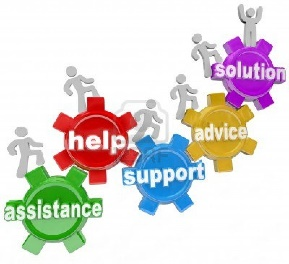 solution
advice
help
support
assistance